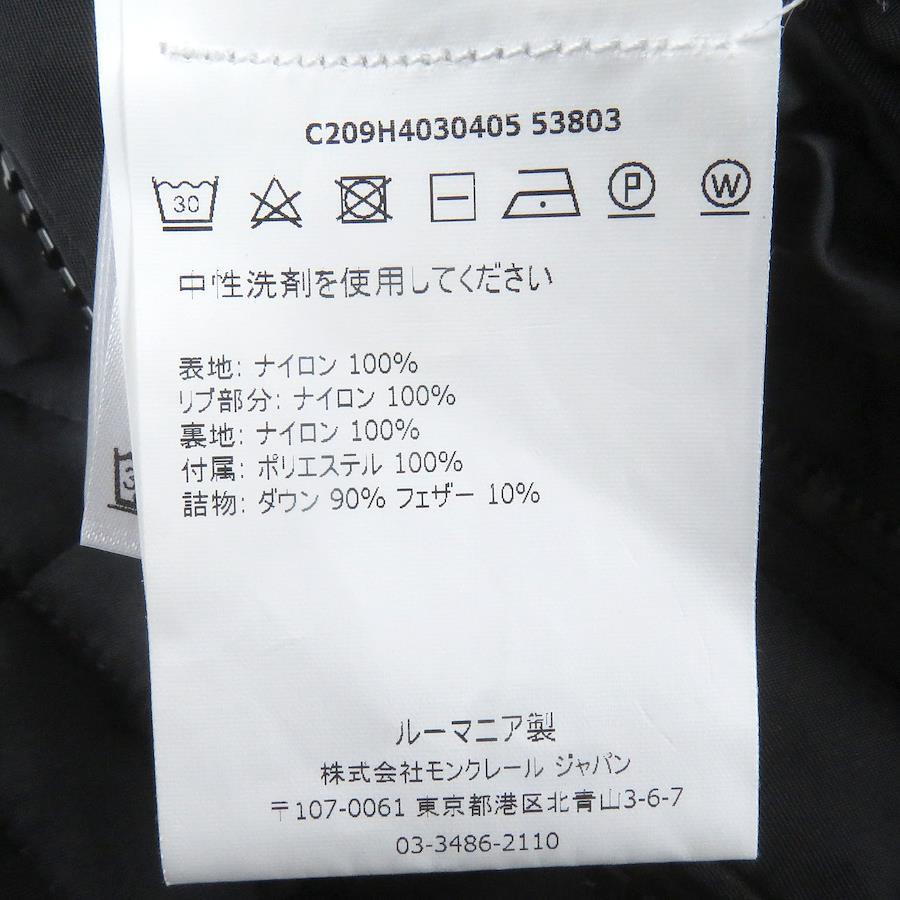 C209H4030405 53803
30 P W
中性洗剤を使用してください
表地: ナイロン 100%
リブ部分: ナイロン 100%
裏地: ナイロン 100%
付属: ポリエステル 100%
詰物: ダウン 90% フェザー 10%
ルーマニア製
株式会社モンクレール ジャパン
〒107-0061 東京都港区北青山3-6-7
03-3486-2110